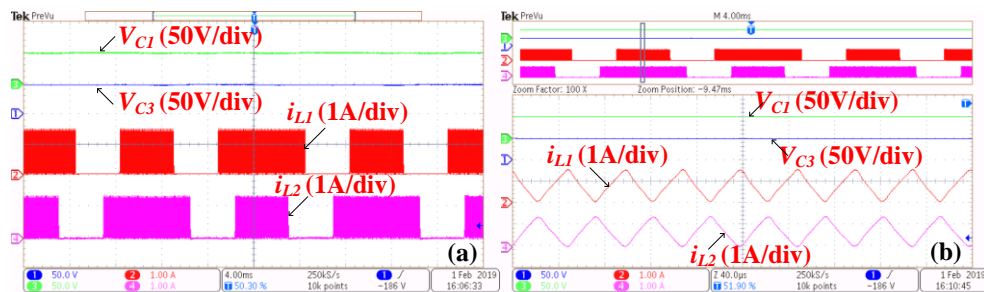 Tek PreVu
VC1 (50V/div)
VC3 (50V/div)
iL1 (1A/div)
iL2 (1A/div)
(a)
1 50.0 V 2 1.00 A 4.00ms 250kS/s 1 1 Feb 2019
3 50.0 V 4 1.00 A T 50.30 % 10k points -186 V 16:06:33
Tek PreVu M 4.00ms
Zoom Factor: 100 X Zoom Position: -9.47ms
VC1 (50V/div)
iL1 (1A/div)
VC3 (50V/div)
iL2 (1A/div)
(b)
1 50.0 V 2 1.00 A Z 40.0µs 250kS/s 1 1 Feb 2019
3 50.0 V 4 1.00 A T 51.90 % 10k points -186 V 16:10:45